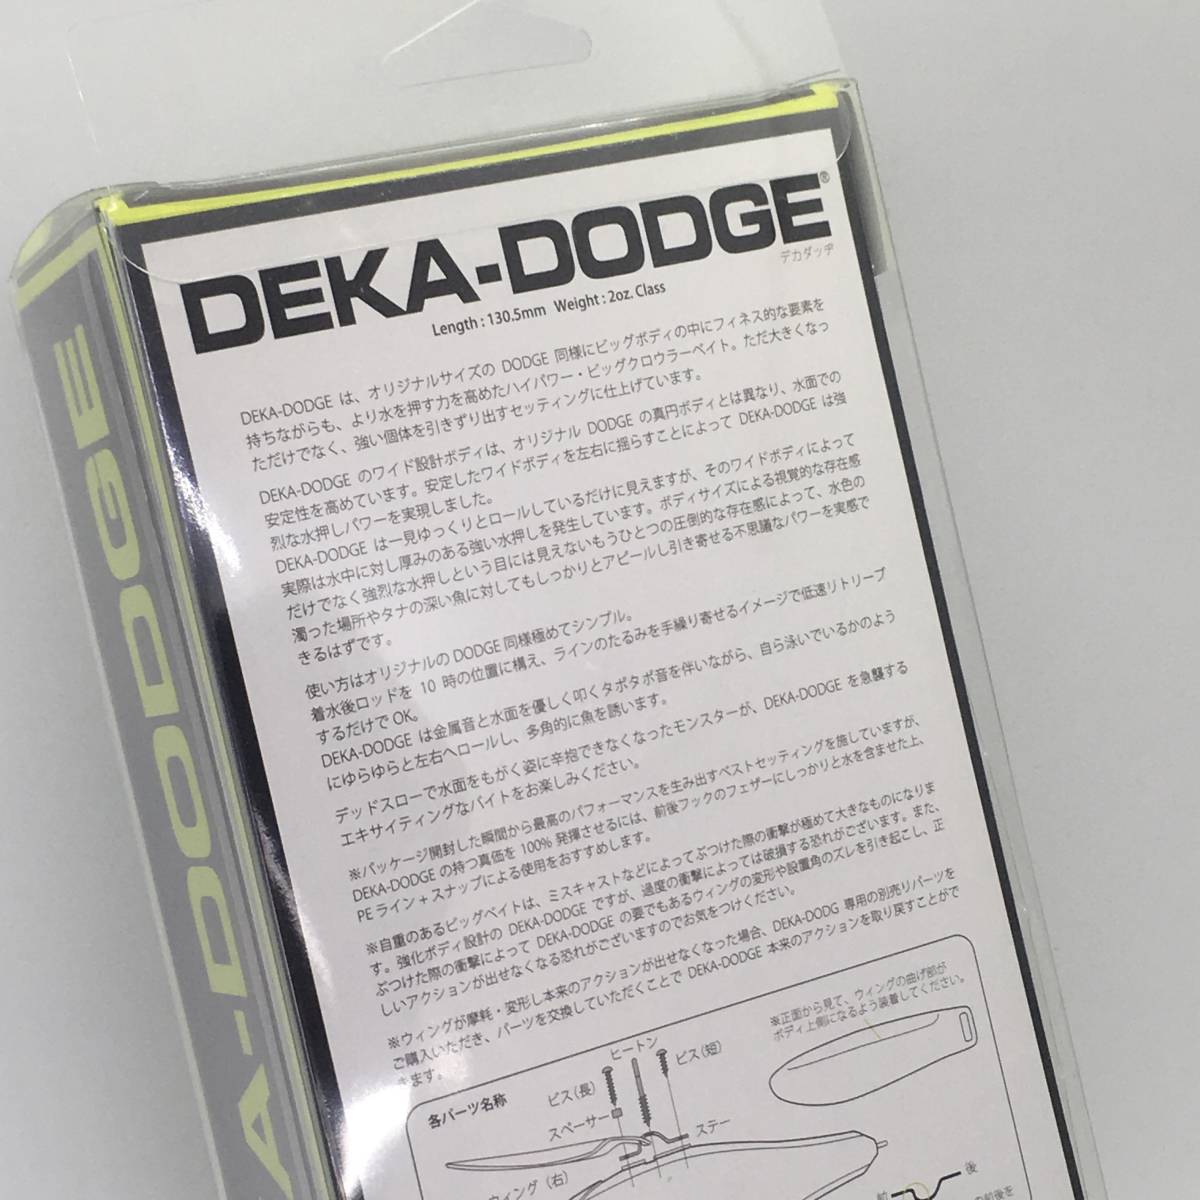 DEKA-DODGE®
デカダッヂ
Length : 130.5mm Weight : 2oz. Class
DEKA-DODGE は、オリジナルサイズの DODGE 同様にビッグボディの中にフィネス的な要素を
持ちながらも、より水を押す力を高めたハイパワー・ビッグクロウラーベイト。ただ大きくなっ
ただけでなく、強い個体を引きずり出すセッティングに仕上げています。
DEKA-DODGE のワイド設計ボディは、オリジナル DODGE の真円ボディとは異なり、水面での
安定性を高めています。安定したワイドボディを左右に揺らすことによって DEKA-DODGE は強
烈な水押しパワーを実現しました。
DEKA-DODGE は一見ゆっくりとロールしているだけに見えますが、そのワイドボディによって
実際は水中に対し厚みのある強い水押しを発生しています。ボディサイズによる視覚的な存在感
だけでなく強烈な水押しという目には見えないもうひとつの圧倒的な存在感によって、水色の
濁った場所やタナの深い魚に対してもしっかりとアピールし引き寄せる不思議なパワーを実感で
きるはずです。
使い方はオリジナルの DODGE 同様極めてシンプル。
着水後ロッドを 10 時の位置に構え、ラインのたるみを手繰り寄せるイメージで低速リトリーブ
するだけで OK。
DEKA-DODGE は金属音と水面を優しく叩くタポタポ音を伴いながら、自ら泳いでいるかのよう
にゆらゆらと左右へロールし、多角的に魚を誘います。
デッドスローで水面をもがく姿に辛抱できなくなったモンスターが、DEKA-DODGE を急襲する
エキサイティングなバイトをお楽しみください。
※パッケージ開封した瞬間から最高のパフォーマンスを生み出すベストセッティングを施していますが、
DEKA-DODGE の持つ真価を 100% 発揮させるには、前後フックのフェザーにしっかりと水を含ませた上、
PE ライン + スナップによる使用をおすすめします。
※自重のあるビッグベイトは、ミスキャストなどによってぶつけた際の衝撃が極めて大きなものになりま
す。強化ボディ設計の DEKA-DODGE ですが、過度の衝撃によっては破損する恐れがございます。また、
ぶつけた際の衝撃によって DEKA-DODGE の要でもあるウィングの変形や設置角のズレを引き起こし、正
しいアクションが出せなくなる恐れがございますのでお気をつけください。
※ウィングが摩耗・変形し本来のアクションが出せなくなった場合、DEKA-DODG 専用の別売りパーツを
ご購入いただき、パーツを交換していただくことで DEKA-DODGE 本来のアクションを取り戻すことがで
きます。
各パーツ名称
ヒートン
ビス(長)
ビス(短)
スペーサー
ステー
ウィング (右)
※正面から見て、ウィングの曲げ部が
ボディ上側になるよう装着してください。
前
後
の前後を
A-DODGE